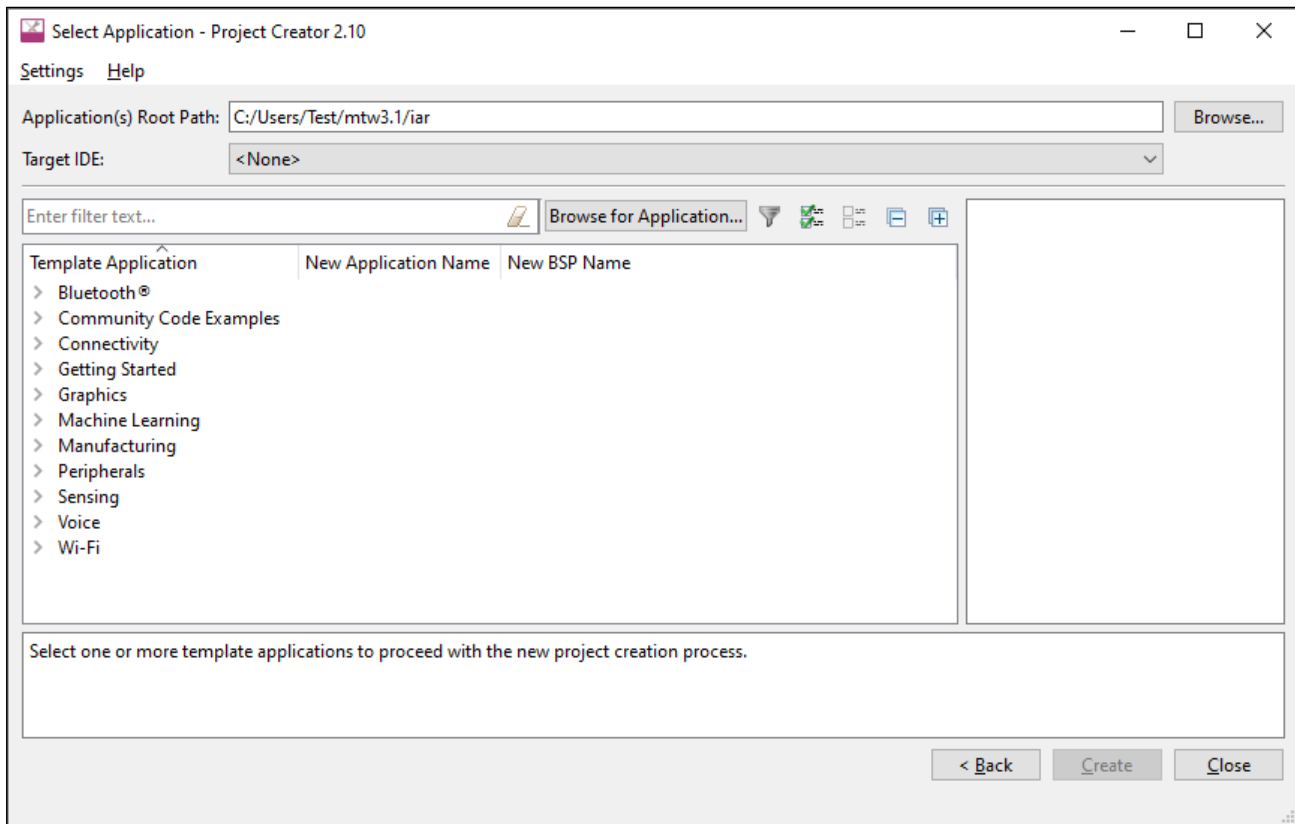 Select Application - Project Creator 2.10
Settings Help
Application(s) Root Path: C:/Users/Test/mtw3.1/iar Browse...
Target IDE: <None>
Enter filter text... Browse for Application...
Template Application New Application Name New BSP Name
Bluetooth®
Community Code Examples
Connectivity
Getting Started
Graphics
Machine Learning
Manufacturing
Peripherals
Sensing
Voice
Wi-Fi
Select one or more template applications to proceed with the new project creation process.
< Back Create Close